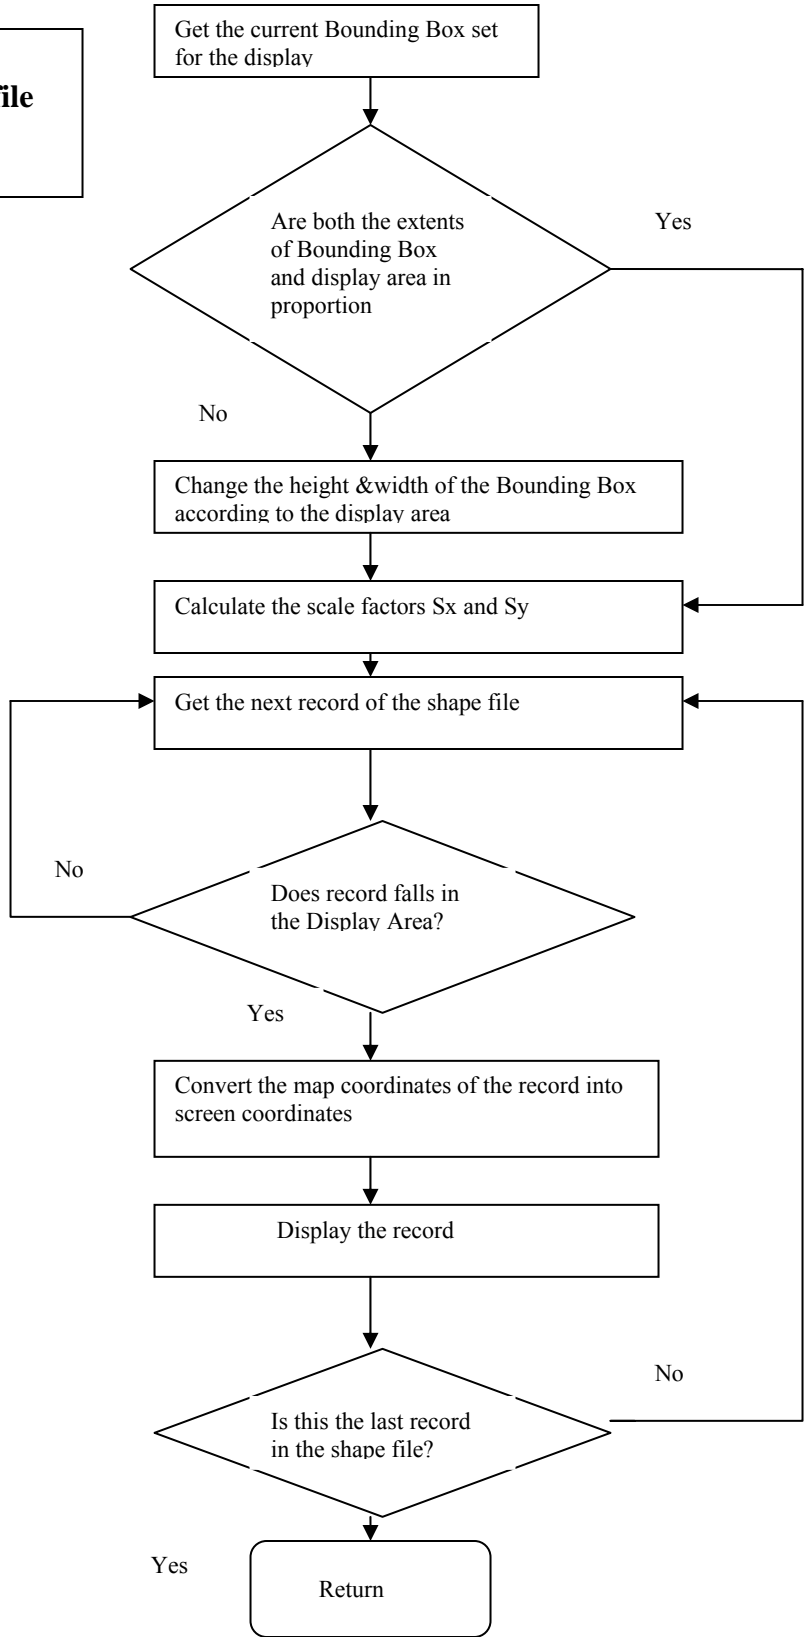 Get the current Bounding Box set
for the display
Are both the extents
of Bounding Box
and display area in
proportion
Yes
No
Change the height &width of the Bounding Box
according to the display area
Calculate the scale factors Sx and Sy
Get the next record of the shape file
No
Does record falls in
the Display Area?
Yes
Convert the map coordinates of the record into
screen coordinates
Display the record
No
Is this the last record
in the shape file?
Yes
Return